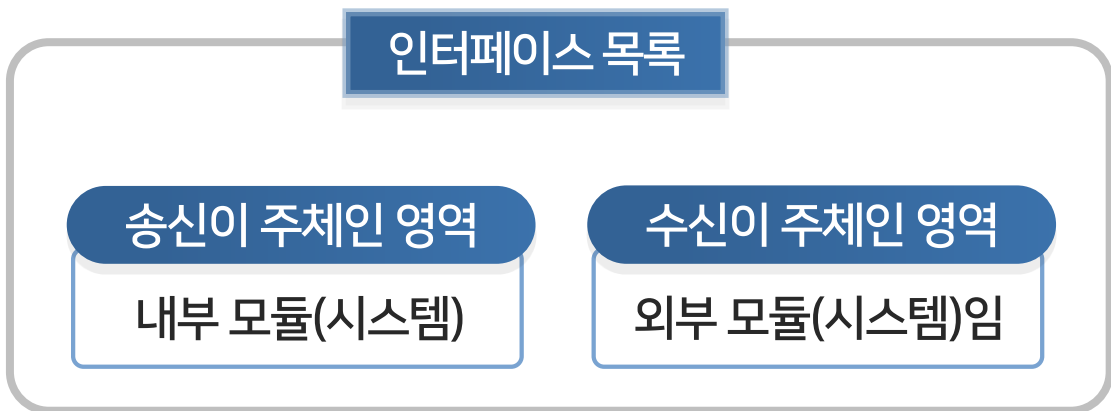 인터페이스 목록
송신이 주체인 영역
내부 모듈(시스템)
수신이 주체인 영역
외부 모듈(시스템)임